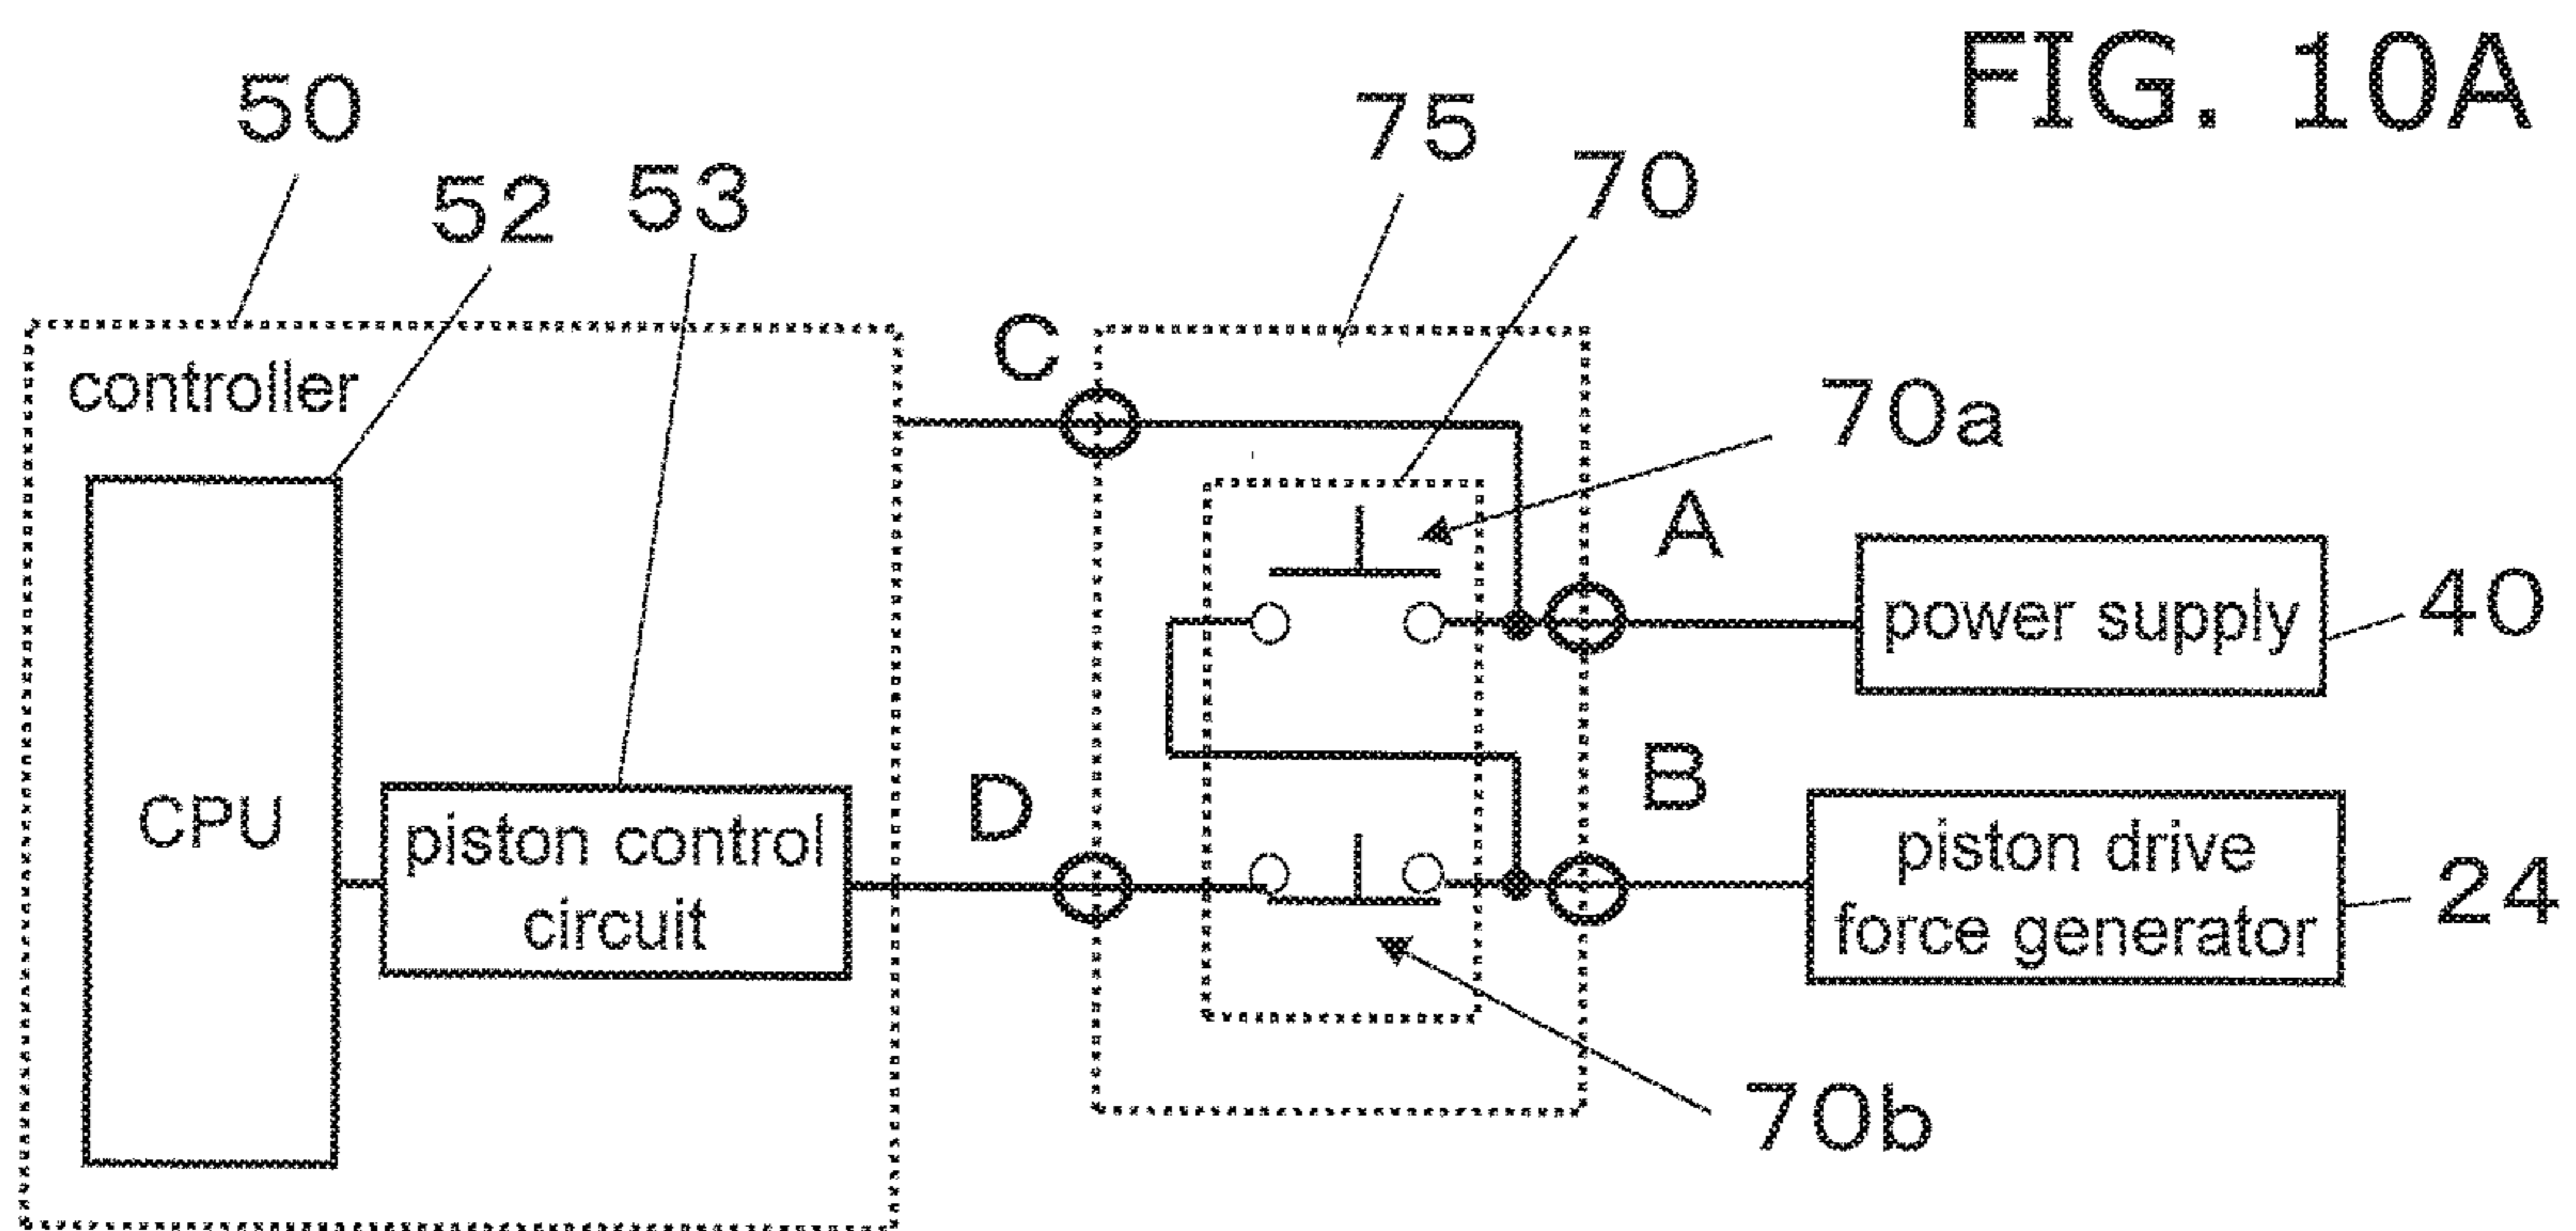 FIG. 10A
50
52
53
75
70
controller
C
70a
A
power supply
40
CPU
piston control
circuit
D
B
piston drive
force generator
24
70b